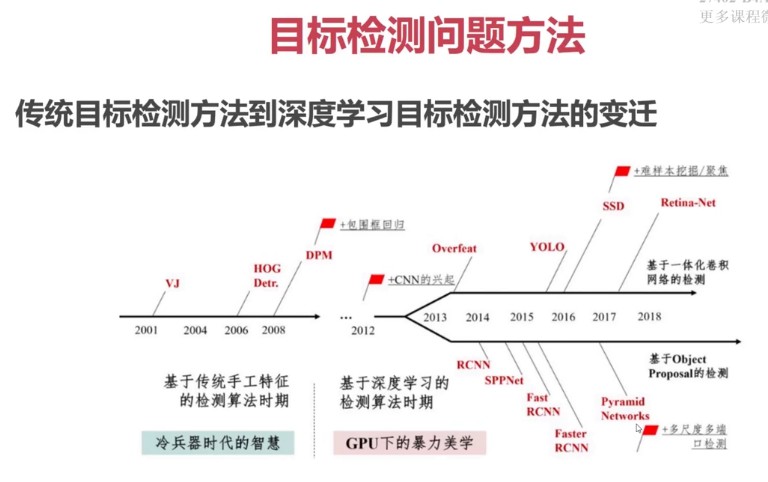 更多课程微
目标检测问题方法
传统目标检测方法到深度学习目标检测方法的变迁
+难样本挖掘/聚焦
SSD
Retina-Net
+包围框回归
DPM
Overfeat
YOLO
HOG
Detr.
VJ
+CNN的兴起
基于一体化卷积
网络的检测
2001
2004
2006
2008
...
2012
2013
2014
2015
2016
2017
2018
基于Object
Proposal的检测
RCNN
SPPNet
Fast
RCNN
Faster
RCNN
Pyramid
Networks
+多尺度多端
口检测
基于传统手工特征
的检测算法时期
基于深度学习的
检测算法时期
冷兵器时代的智慧
GPU下的暴力美学